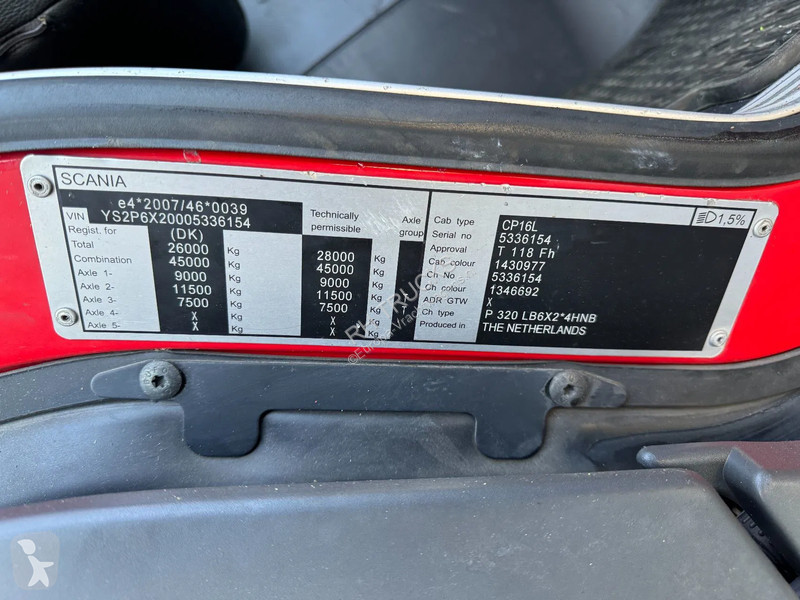 SCANIA
e4*2007/46*0039
VIN YS2P6X20005336154
Regist. for (DK) Technically permissible Axle group
Total 26000 Kg 28000 Kg
Combination 45000 Kg 45000 Kg
Axle 1- 9000 Kg 9000 Kg
Axle 2- 11500 Kg 11500 Kg
Axle 3- 7500 Kg 7500 Kg
Axle 4- X Kg X Kg
Axle 5- X Kg X Kg
Cab type CP16L 1,5%
Serial no 5336154
Approval T 118 Fh
Cab colour 1430977
Ch No 5336154
Ch colour 1346692
ADR GTW X
Ch type P 320 LB6X2*4HNB
Produced in THE NETHERLANDS